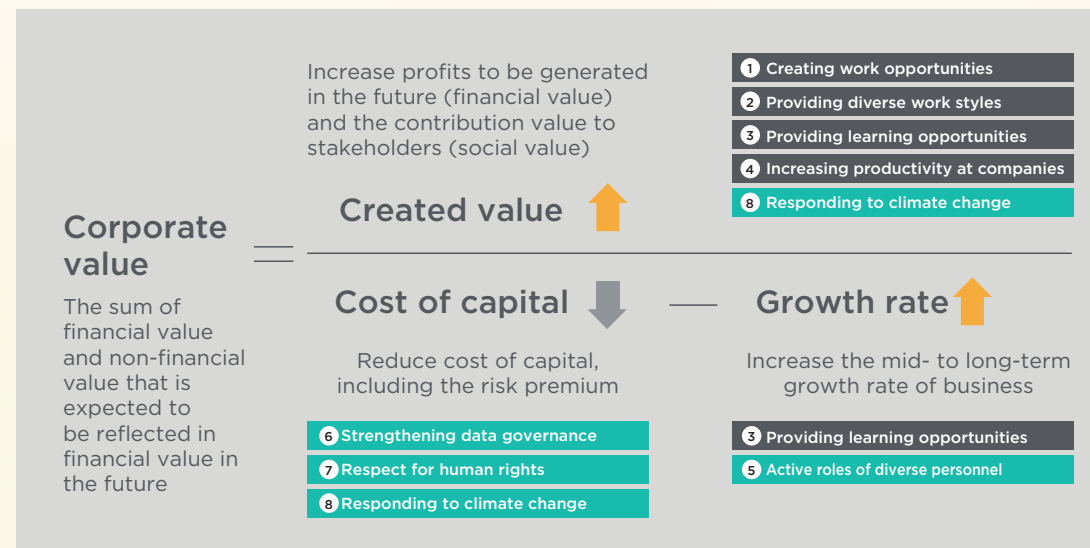 Corporate
value
The sum of
financial value
and non-financial
value that is
expected to
be reflected in
financial value in
the future
=
Increase profits to be generated
in the future (financial value)
and the contribution value to
stakeholders (social value)
Created value
1 Creating work opportunities
2 Providing diverse work styles
3 Providing learning opportunities
4 Increasing productivity at companies
8 Responding to climate change
Cost of capital
Reduce cost of capital,
including the risk premium
6 Strengthening data governance
7 Respect for human rights
8 Responding to climate change
—
Growth rate
Increase the mid- to long-term
growth rate of business
3 Providing learning opportunities
5 Active roles of diverse personnel